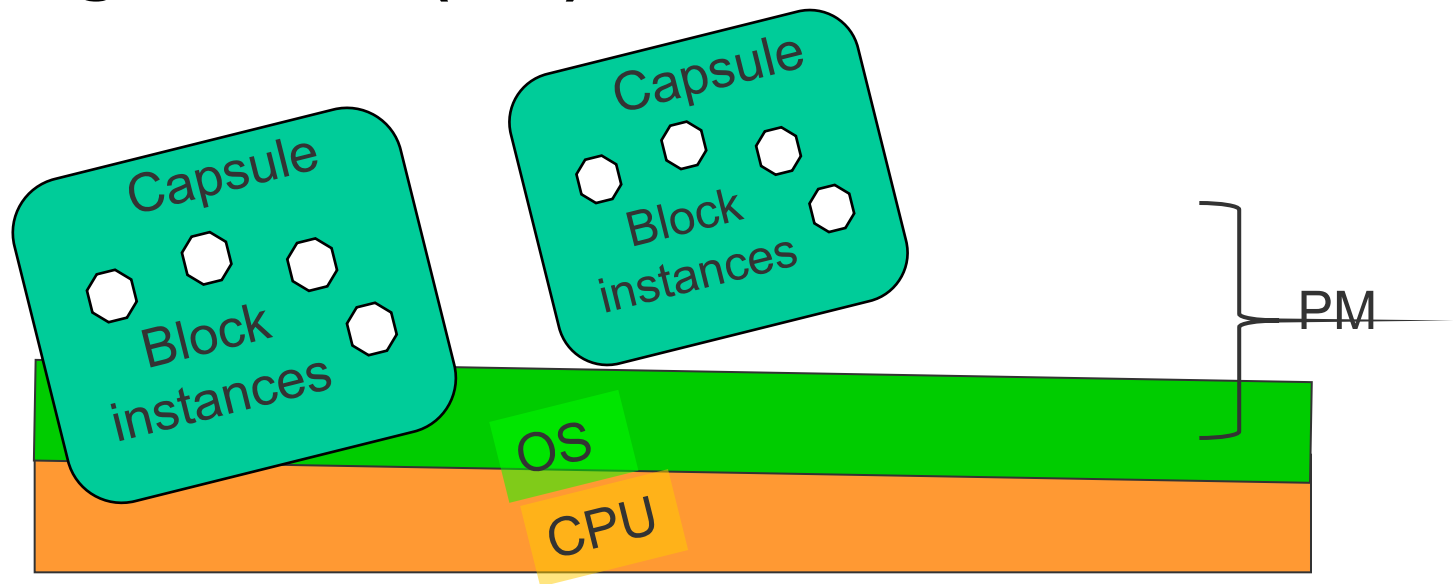 Capsule
Block
instances
Capsule
Block
instances
PM
OS
CPU